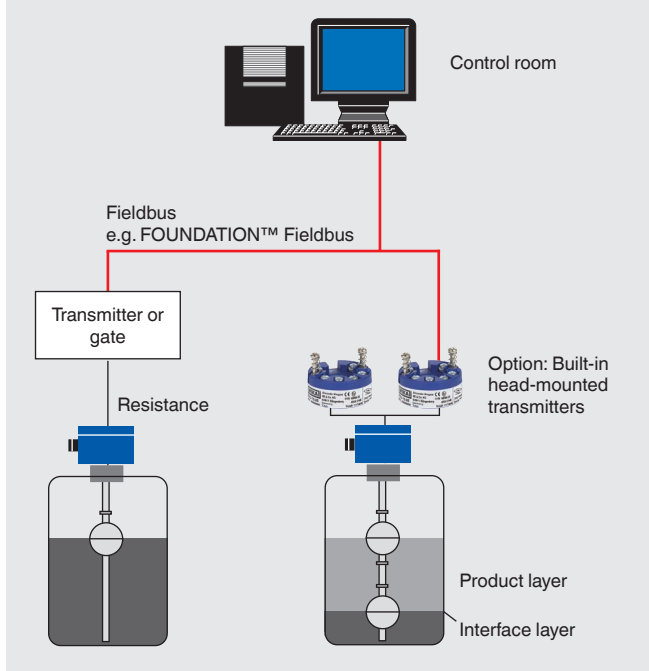 Control room
Fieldbus
e.g. FOUNDATION™ Fieldbus
Transmitter or
gate
Option: Built-in
head-mounted
transmitters
Resistance
Product layer
Interface layer